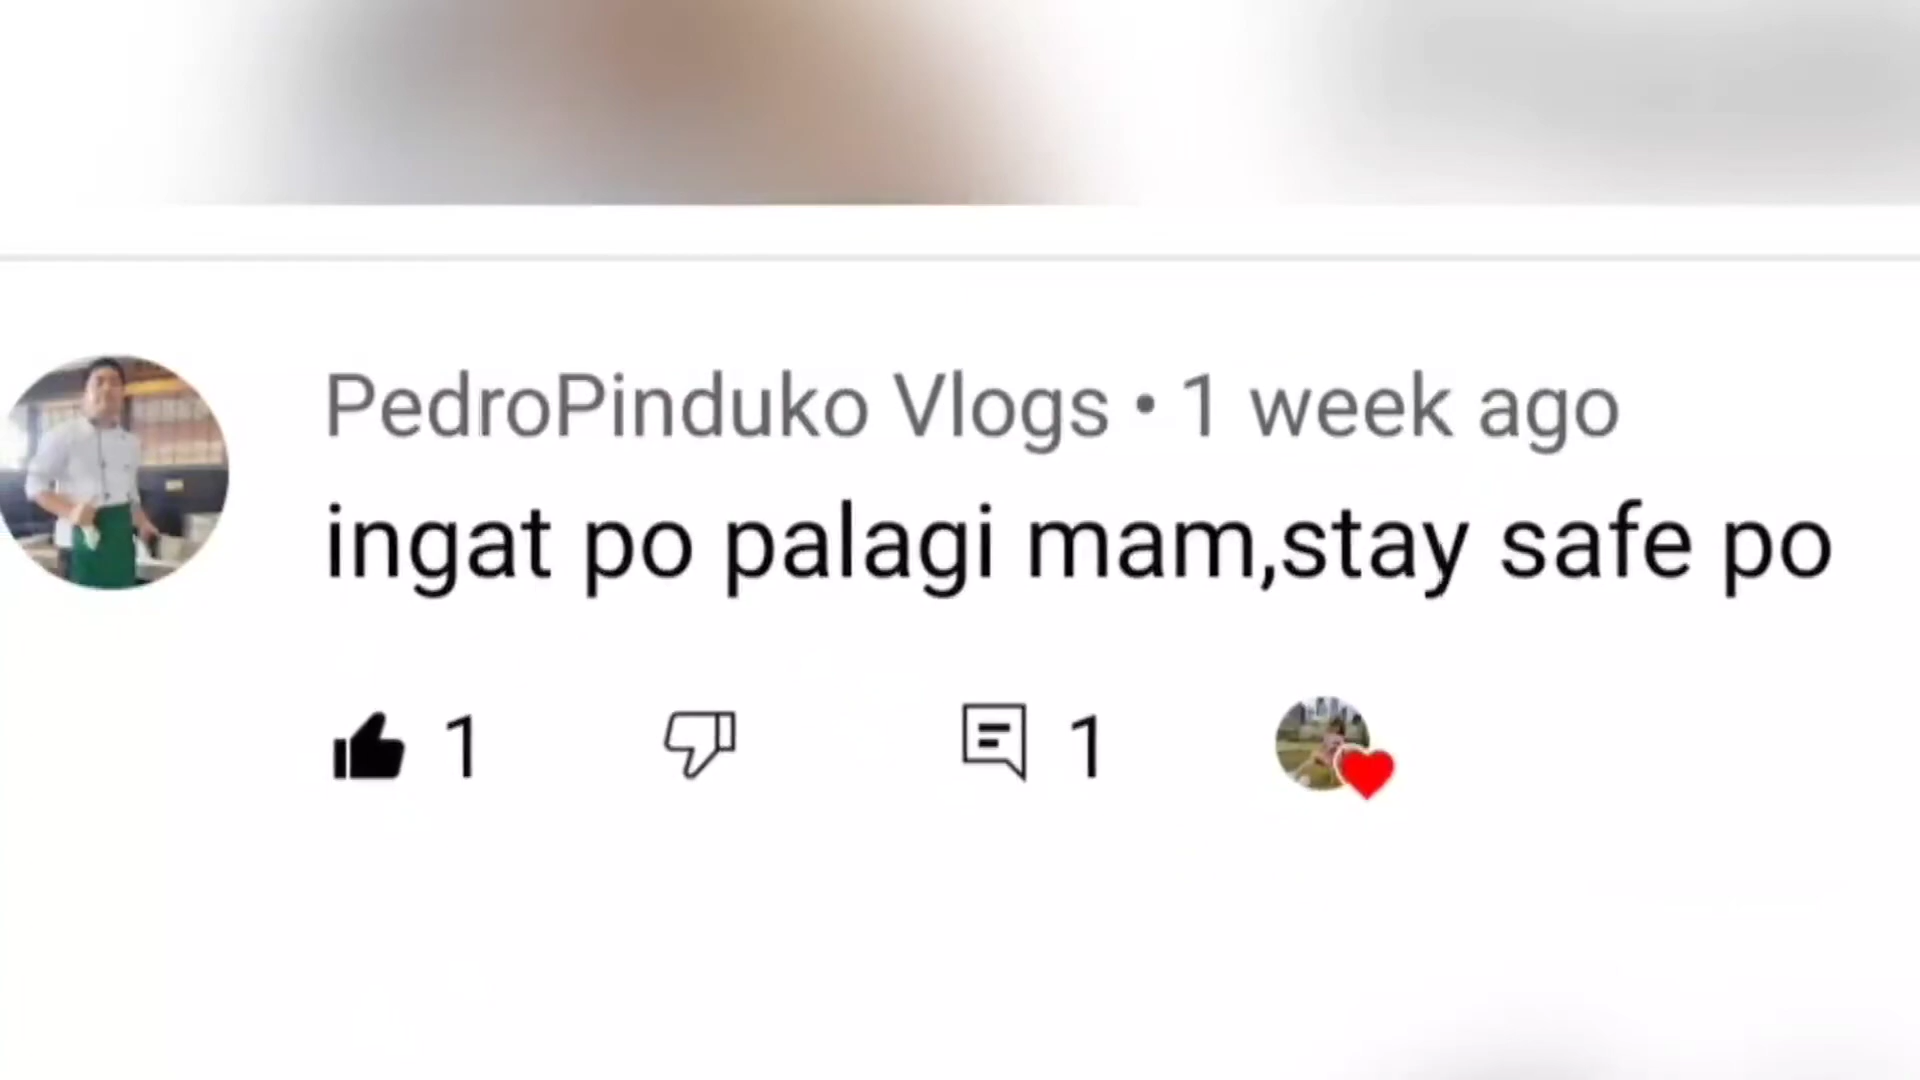 PedroPinduko Vlogs • 1 week ago
ingat po palagi mam,stay safe po
1 1